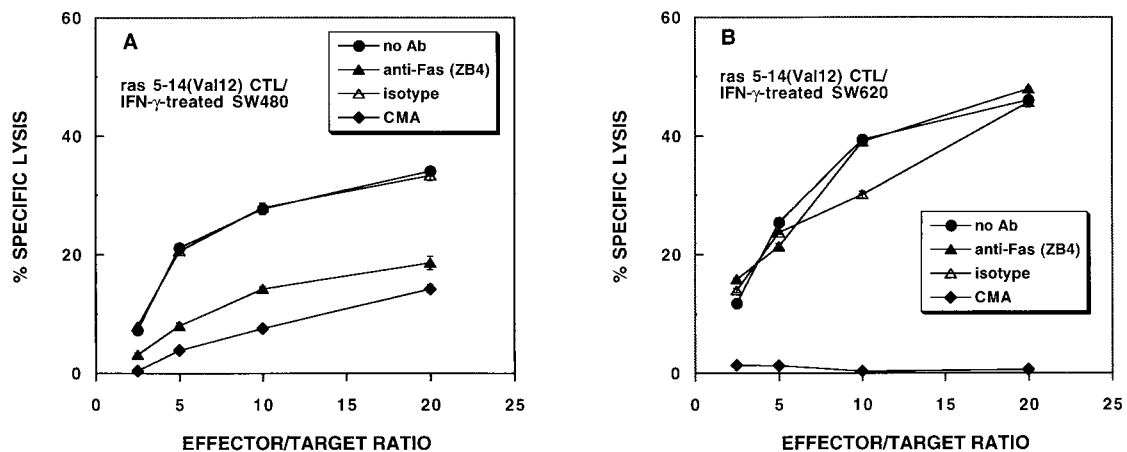 A
ras 5-14(Val12) CTL/
IFN-γ-treated SW480
no Ab
anti-Fas (ZB4)
isotype
CMA
% SPECIFIC LYSIS
60
40
20
0
0 5 10 15 20 25
EFFECTOR/TARGET RATIO
B
ras 5-14(Val12) CTL/
IFN-γ-treated SW620
no Ab
anti-Fas (ZB4)
isotype
CMA
% SPECIFIC LYSIS
60
40
20
0
0 5 10 15 20 25
EFFECTOR/TARGET RATIO